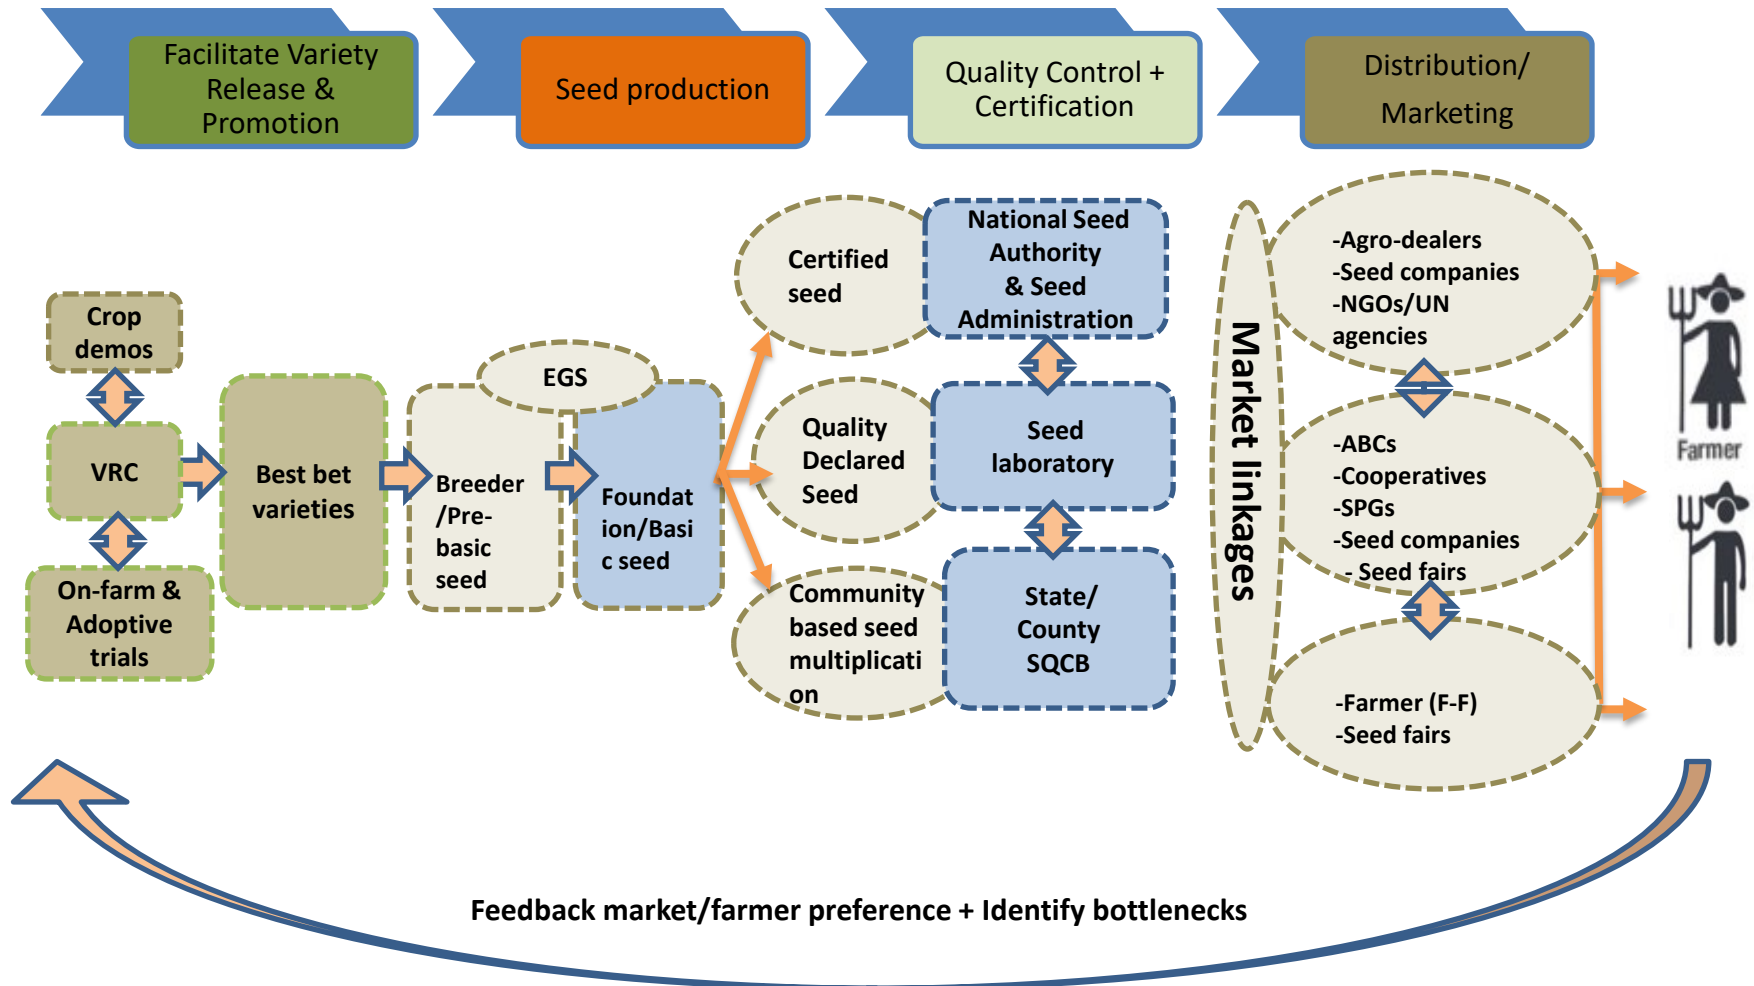 Facilitate Variety
Release &
Promotion
Seed production
Quality Control +
Certification
Distribution/
Marketing
Crop
demos
VRC
On-farm &
Adoptive
trials
Best bet
varieties
EGS
Breeder
/Pre-
basic
seed
Foundat
ion/Basi
c seed
Certified
seed
Quality
Declared
Seed
Community
based seed
multiplicati
on
National Seed
Authority
& Seed
Administration
Seed
laboratory
State/
County
SQCB
Market linkages
-Agro-dealers
-Seed companies
-NGOs/UN
agencies
-ABCs
-Cooperatives
-SPGs
-Seed companies
- Seed fairs
-Farmer (F-F)
-Seed fairs
Farmer
Feedback market/farmer preference + Identify bottlenecks